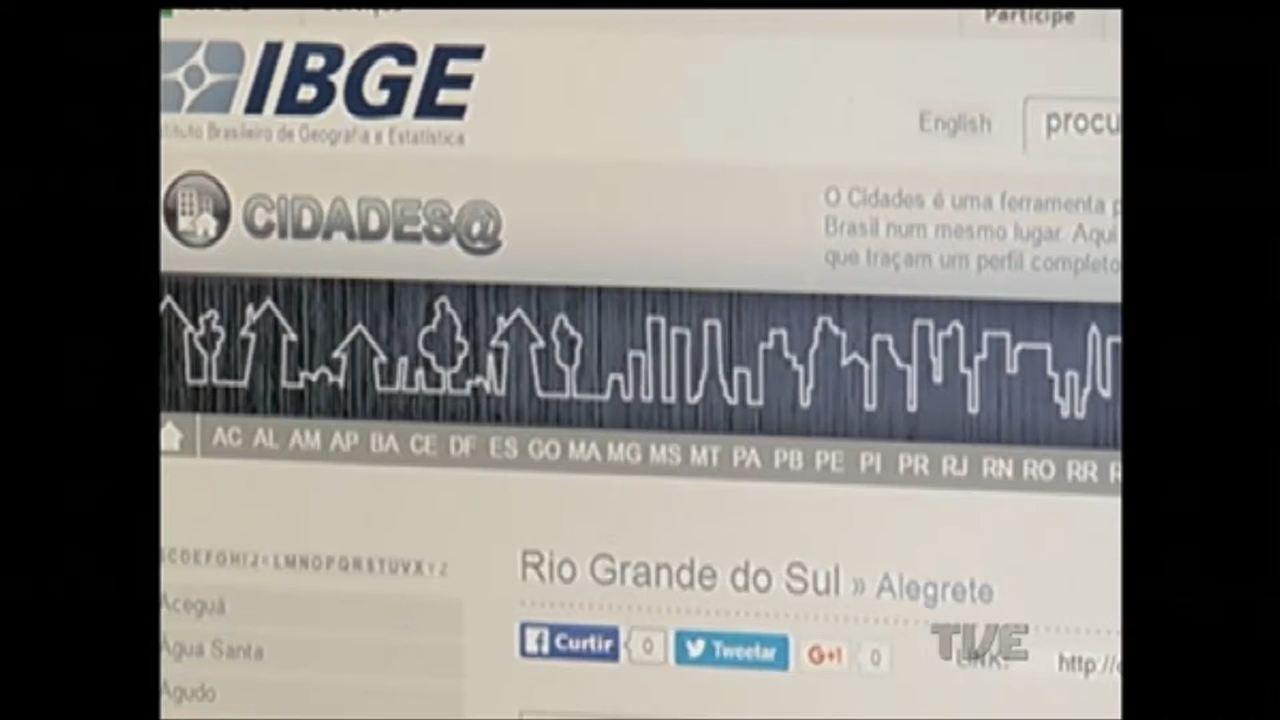 Participe
IBGE
Brasileiro de Geografia e Estatística
English
procu
CIDADES@
O Cidades é uma ferramenta p
Brasil num mesmo lugar. Aqui
que traçam um perfil completo
AC AL AM AP BA CE DF ES GO MA MG MS MT PA PB PE PI PR RJ RN RO RR
Rio Grande do Sul » Alegrete
Aceguá
Água Santa
Agudo
Curtir
0
Tweetar
G+1
0
LINK:
http://
TVE